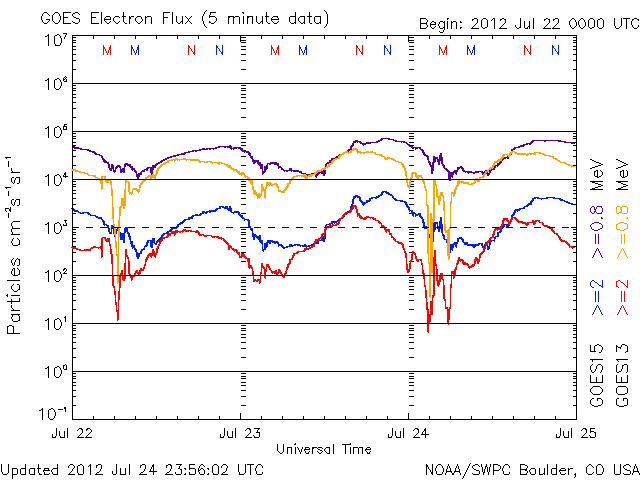 GOES Electron Flux (5 minute data)
Begin: 2012 Jul 22 0000 UTC
M M N N M M N N M M N N
10⁷
10⁶
10⁵
10⁴
10³
10²
10¹
10⁰
10⁻¹
Particles cm⁻²s⁻¹sr⁻¹
Jul 22 Jul 23 Jul 24 Jul 25
Universal Time
GOES15 >=2 >=0.8 MeV
GOES13 >=2 >=0.8 MeV
Updated 2012 Jul 24 23:56:02 UTC
NOAA/SWPC Boulder, CO USA